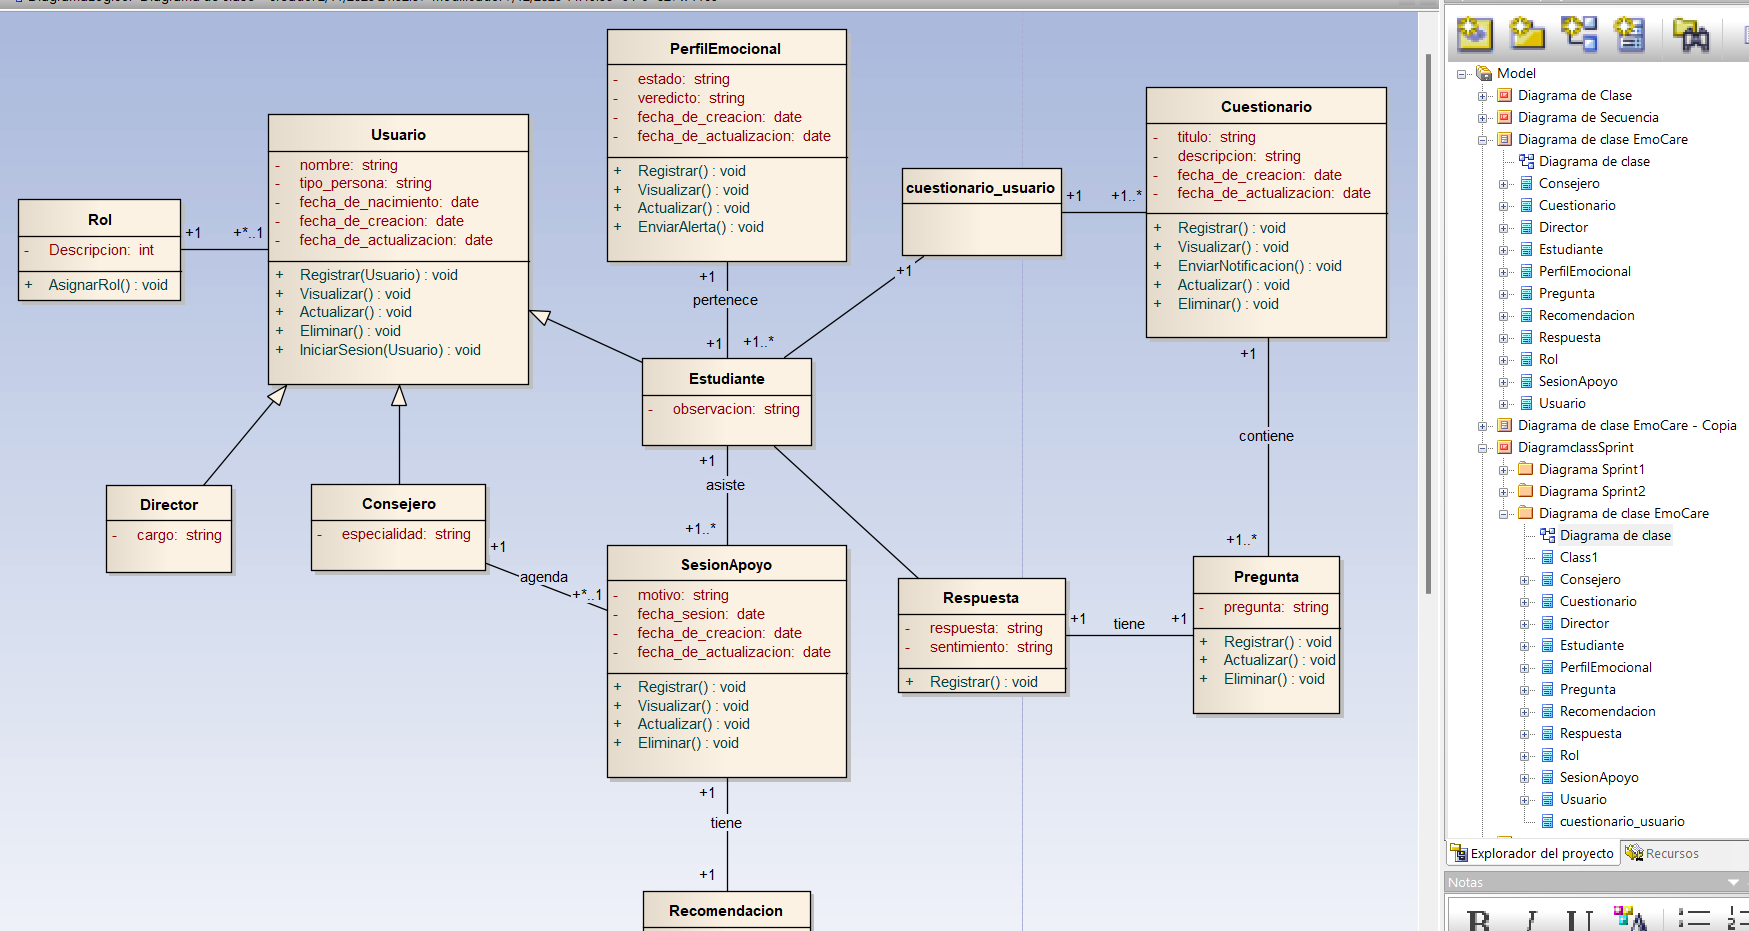 PerfilEmocional
- estado: string
- veredicto: string
- fecha_de_creacion: date
- fecha_de_actualizacion: date
+ Registrar() : void
+ Visualizar() : void
+ Actualizar() : void
+ EnviarAlerta() : void
Cuestionario
- titulo: string
- descripcion: string
- fecha_de_creacion: date
- fecha_de_actualizacion: date
+ Registrar() : void
+ Visualizar() : void
+ EnviarNotificacion() : void
+ Actualizar() : void
+ Eliminar() : void
Usuario
- nombre: string
- tipo_persona: string
- fecha_de_nacimiento: date
- fecha_de_creacion: date
- fecha_de_actualizacion: date
+ Registrar(Usuario) : void
+ Visualizar() : void
+ Actualizar() : void
+ Eliminar() : void
+ IniciarSesion(Usuario) : void
cuestionario_usuario
+1
+1..*
Rol
- Descripcion: int
+ AsignarRol() : void
+1
+*..1
+1
pertenece
+1
+1..*
+1
Estudiante
- observacion: string
+1
contiene
+1..*
Director
- cargo: string
Consejero
- especialidad: string
+1
agenda
+*..1
+1
asiste
+1..*
SesionApoyo
- motivo: string
- fecha_sesion: date
- fecha_de_creacion: date
- fecha_de_actualizacion: date
+ Registrar() : void
+ Visualizar() : void
+ Actualizar() : void
+ Eliminar() : void
Respuesta
- respuesta: string
- sentimiento: string
+ Registrar() : void
+1
tiene
+1
Pregunta
- pregunta: string
+ Registrar() : void
+ Actualizar() : void
+ Eliminar() : void
+1
tiene
+1
Recomendacion
Model
Diagrama de Clase
Diagrama de Secuencia
Diagrama de clase EmoCare
Diagrama de clase
Consejero
Cuestionario
Director
Estudiante
PerfilEmocional
Pregunta
Recomendacion
Respuesta
Rol
SesionApoyo
Usuario
Diagrama de clase EmoCare - Copia
DiagramclassSprint
Diagrama Sprint1
Diagrama Sprint2
Diagrama de clase EmoCare
Diagrama de clase
Class1
Consejero
Cuestionario
Director
Estudiante
PerfilEmocional
Pregunta
Recomendacion
Respuesta
Rol
SesionApoyo
Usuario
cuestionario_usuario
Explorador del proyecto
Recursos
Notas
B I U A